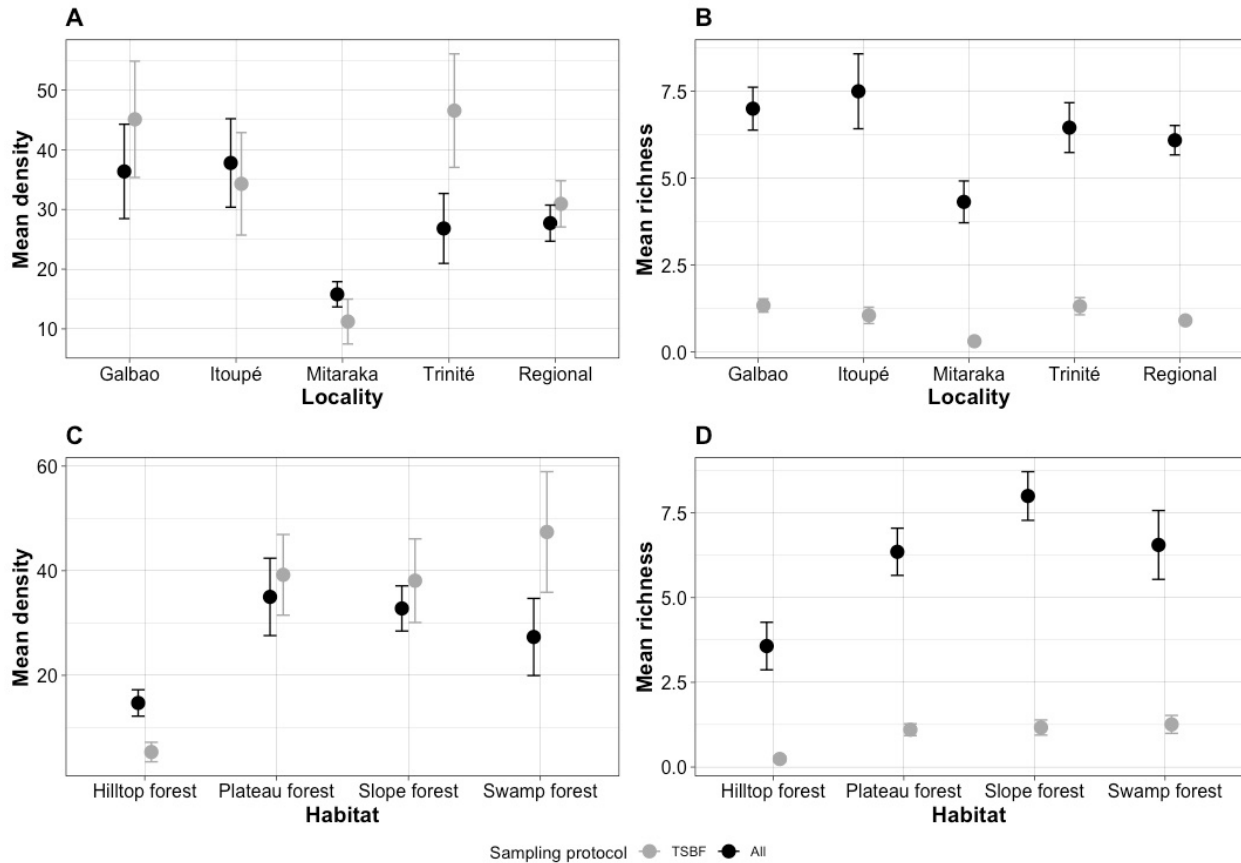 A
Mean density
50
40
30
20
10
Galbao Itoupé Mitaraka Trinité Regional
Locality
B
Mean richness
7.5
5.0
2.5
0.0
Galbao Itoupé Mitaraka Trinité Regional
Locality
C
Mean density
60
40
20
Hilltop forest Plateau forest Slope forest Swamp forest
Habitat
D
Mean richness
7.5
5.0
2.5
0.0
Hilltop forest Plateau forest Slope forest Swamp forest
Habitat
Sampling protocol TSBF All